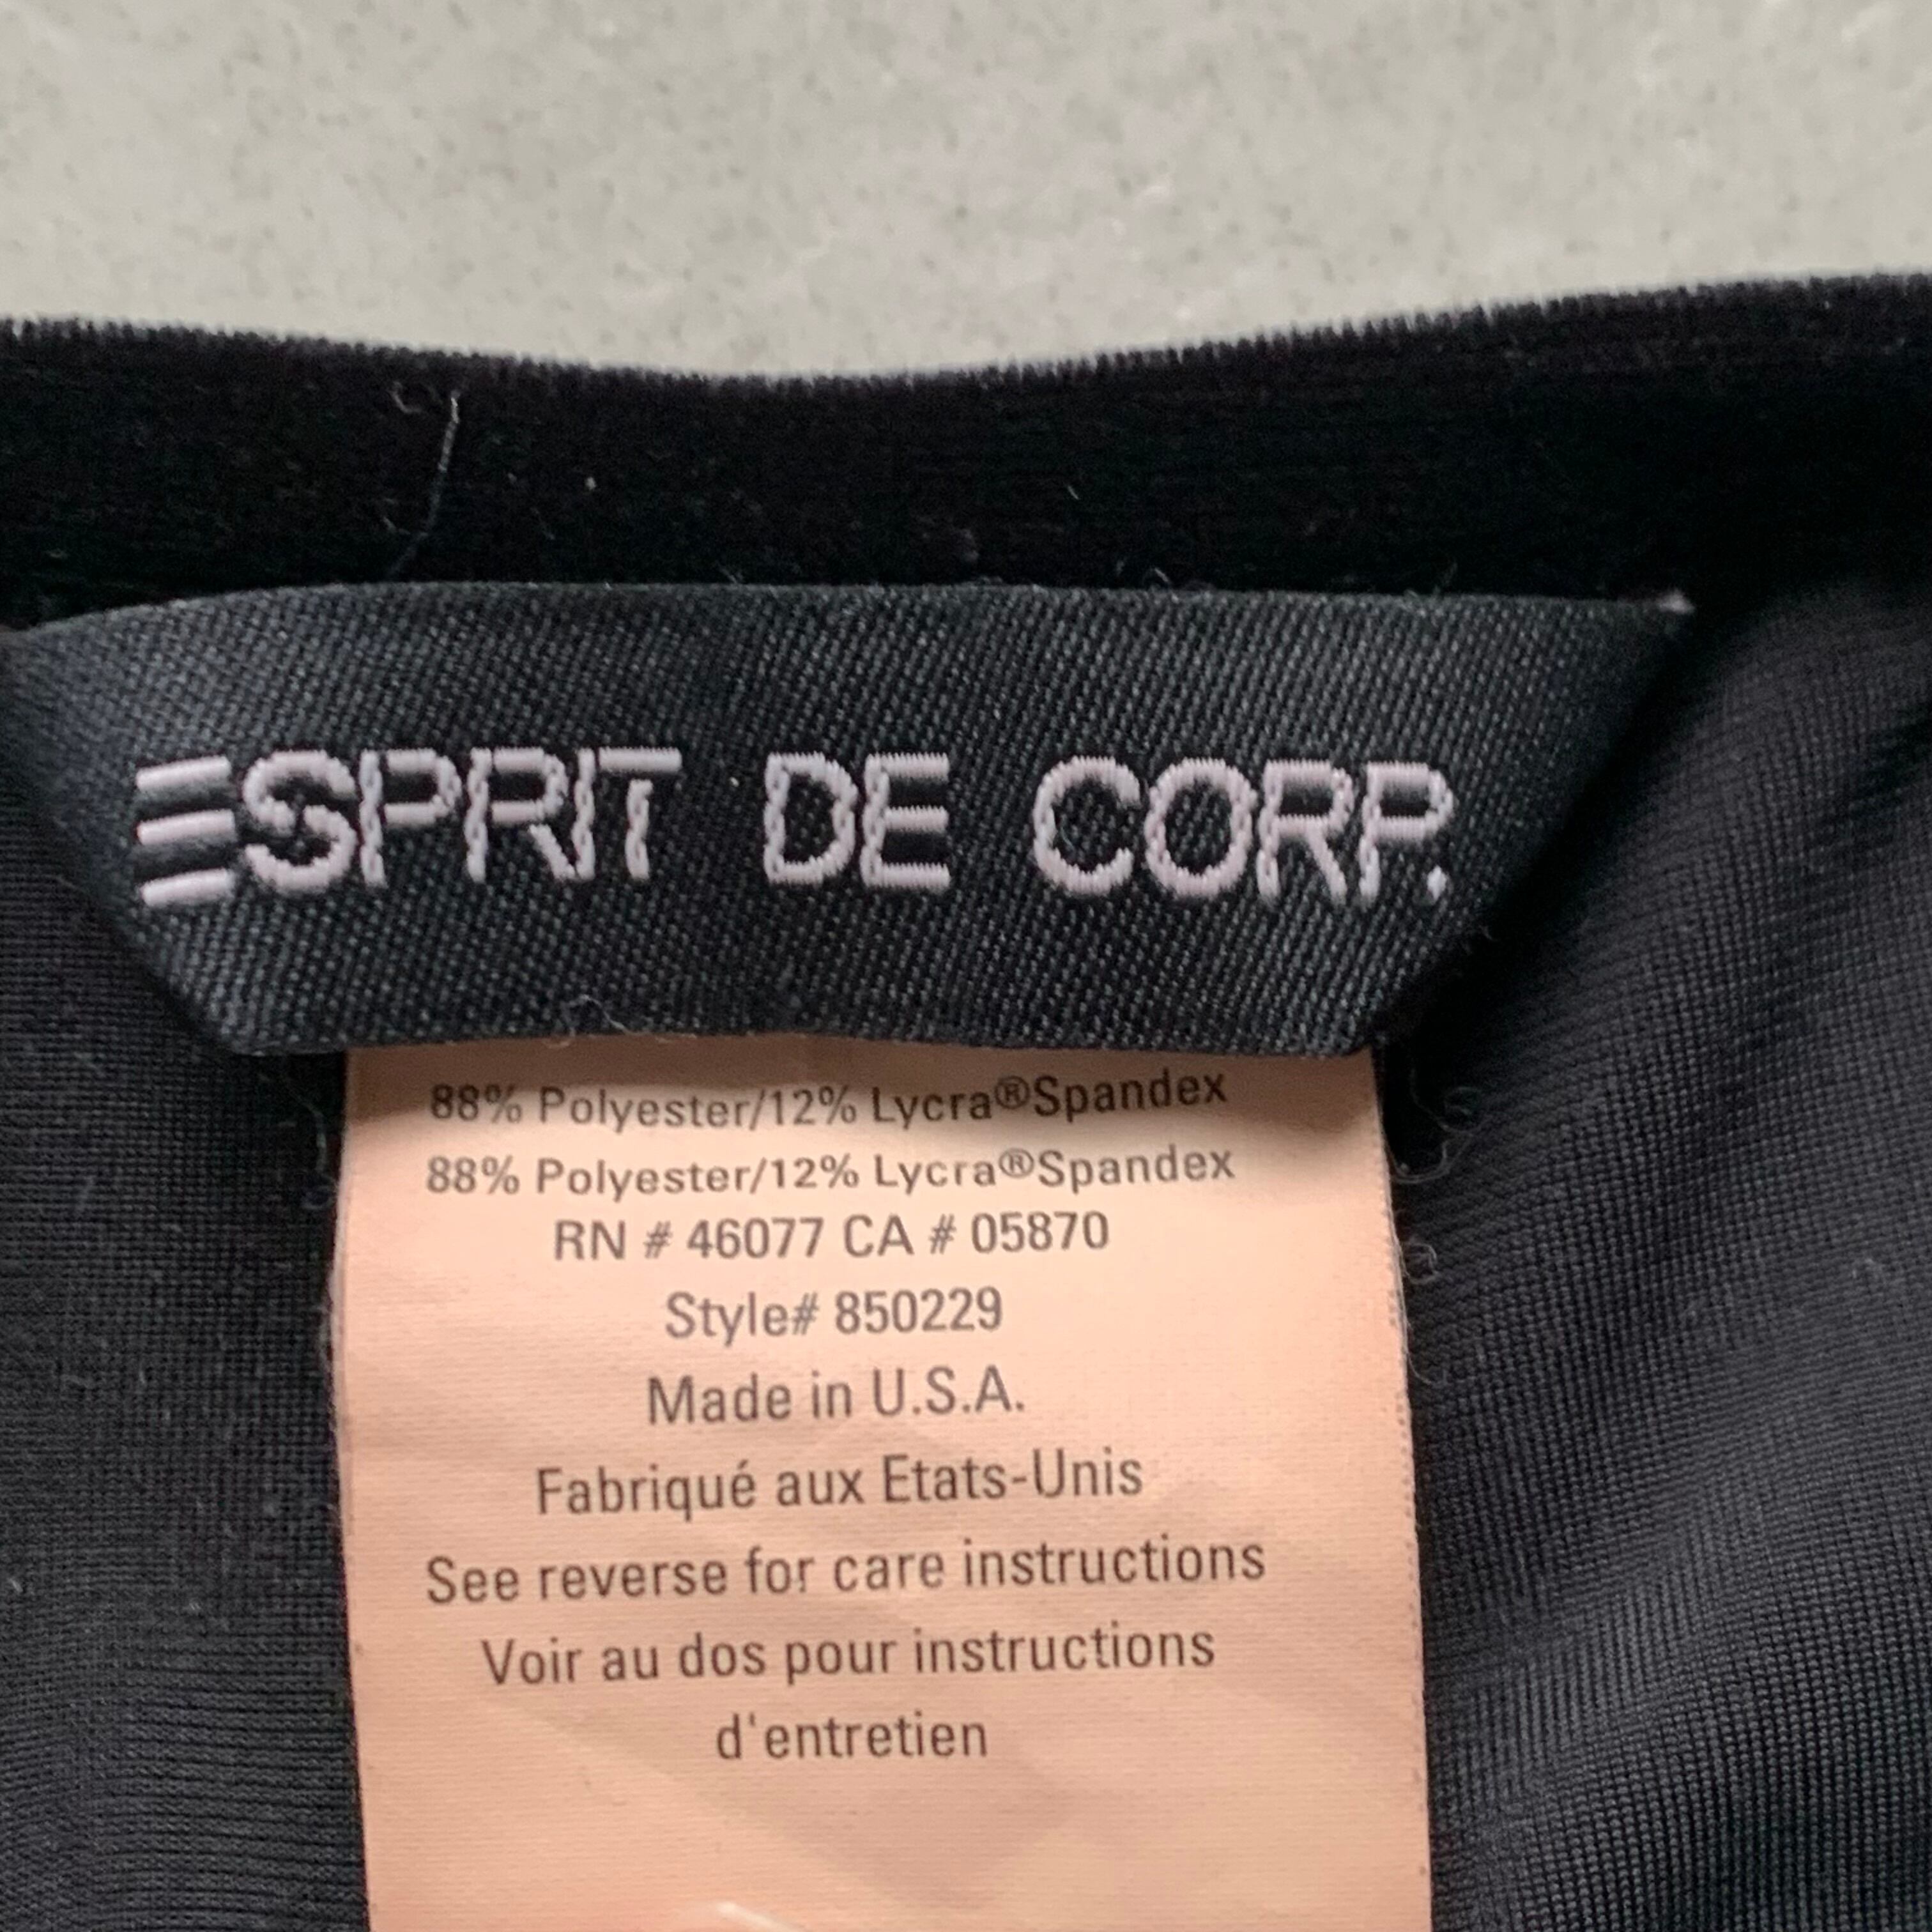 ESPRIT DE CORP.
88% Polyester/12% Lycra®Spandex
88% Polyester/12% Lycra®Spandex
RN # 46077 CA # 05870
Style# 850229
Made in U.S.A.
Fabriqué aux Etats-Unis
See reverse for care instructions
Voir au dos pour instructions
d'entretien